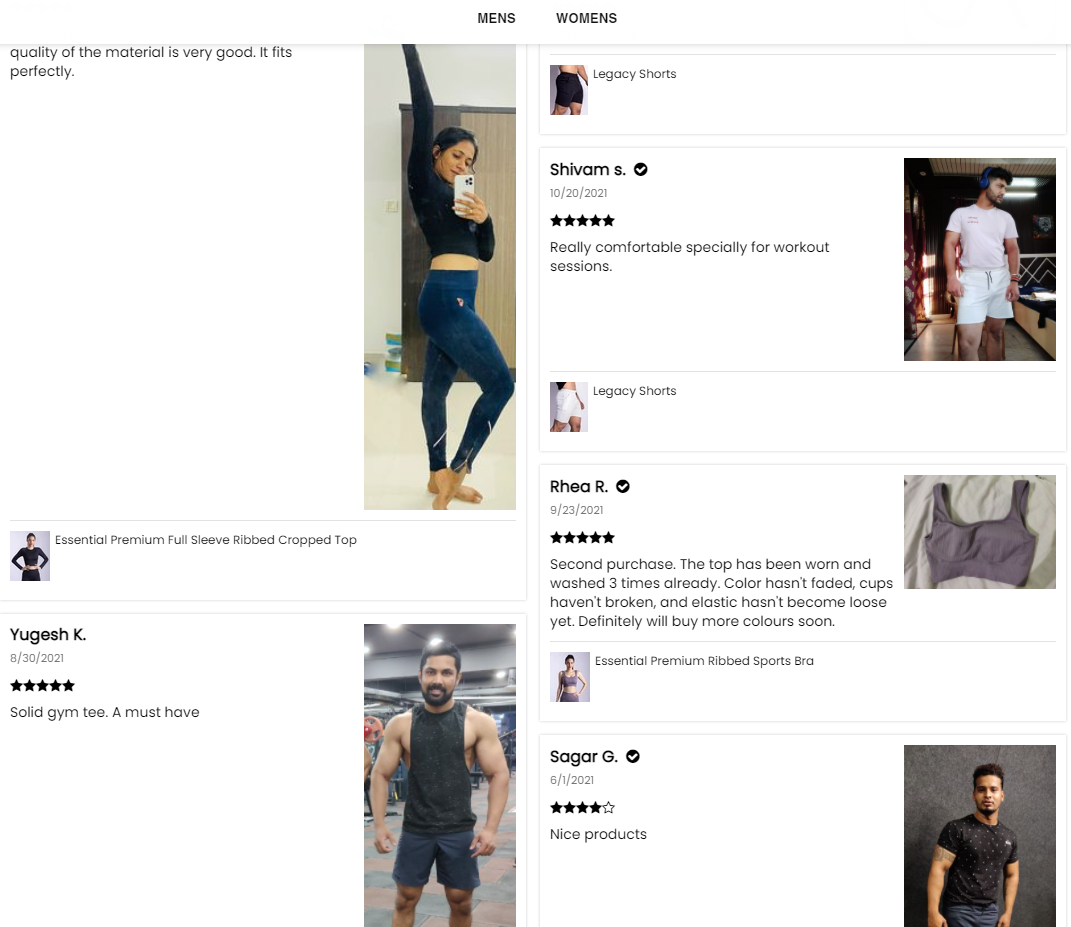 MENS WOMENS
quality of the material is very good. It fits
perfectly.
Essential Premium Full Sleeve Ribbed Cropped Top
Yugesh K.
8/30/2021
Solid gym tee. A must have
Legacy Shorts
Shivam s.
10/20/2021
Really comfortable specially for workout
sessions.
Legacy Shorts
Rhea R.
9/23/2021
Second purchase. The top has been worn and
washed 3 times already. Color hasn't faded, cups
haven't broken, and elastic hasn't become loose
yet. Definitely will buy more colours soon.
Essential Premium Ribbed Sports Bra
Sagar G.
6/1/2021
Nice products